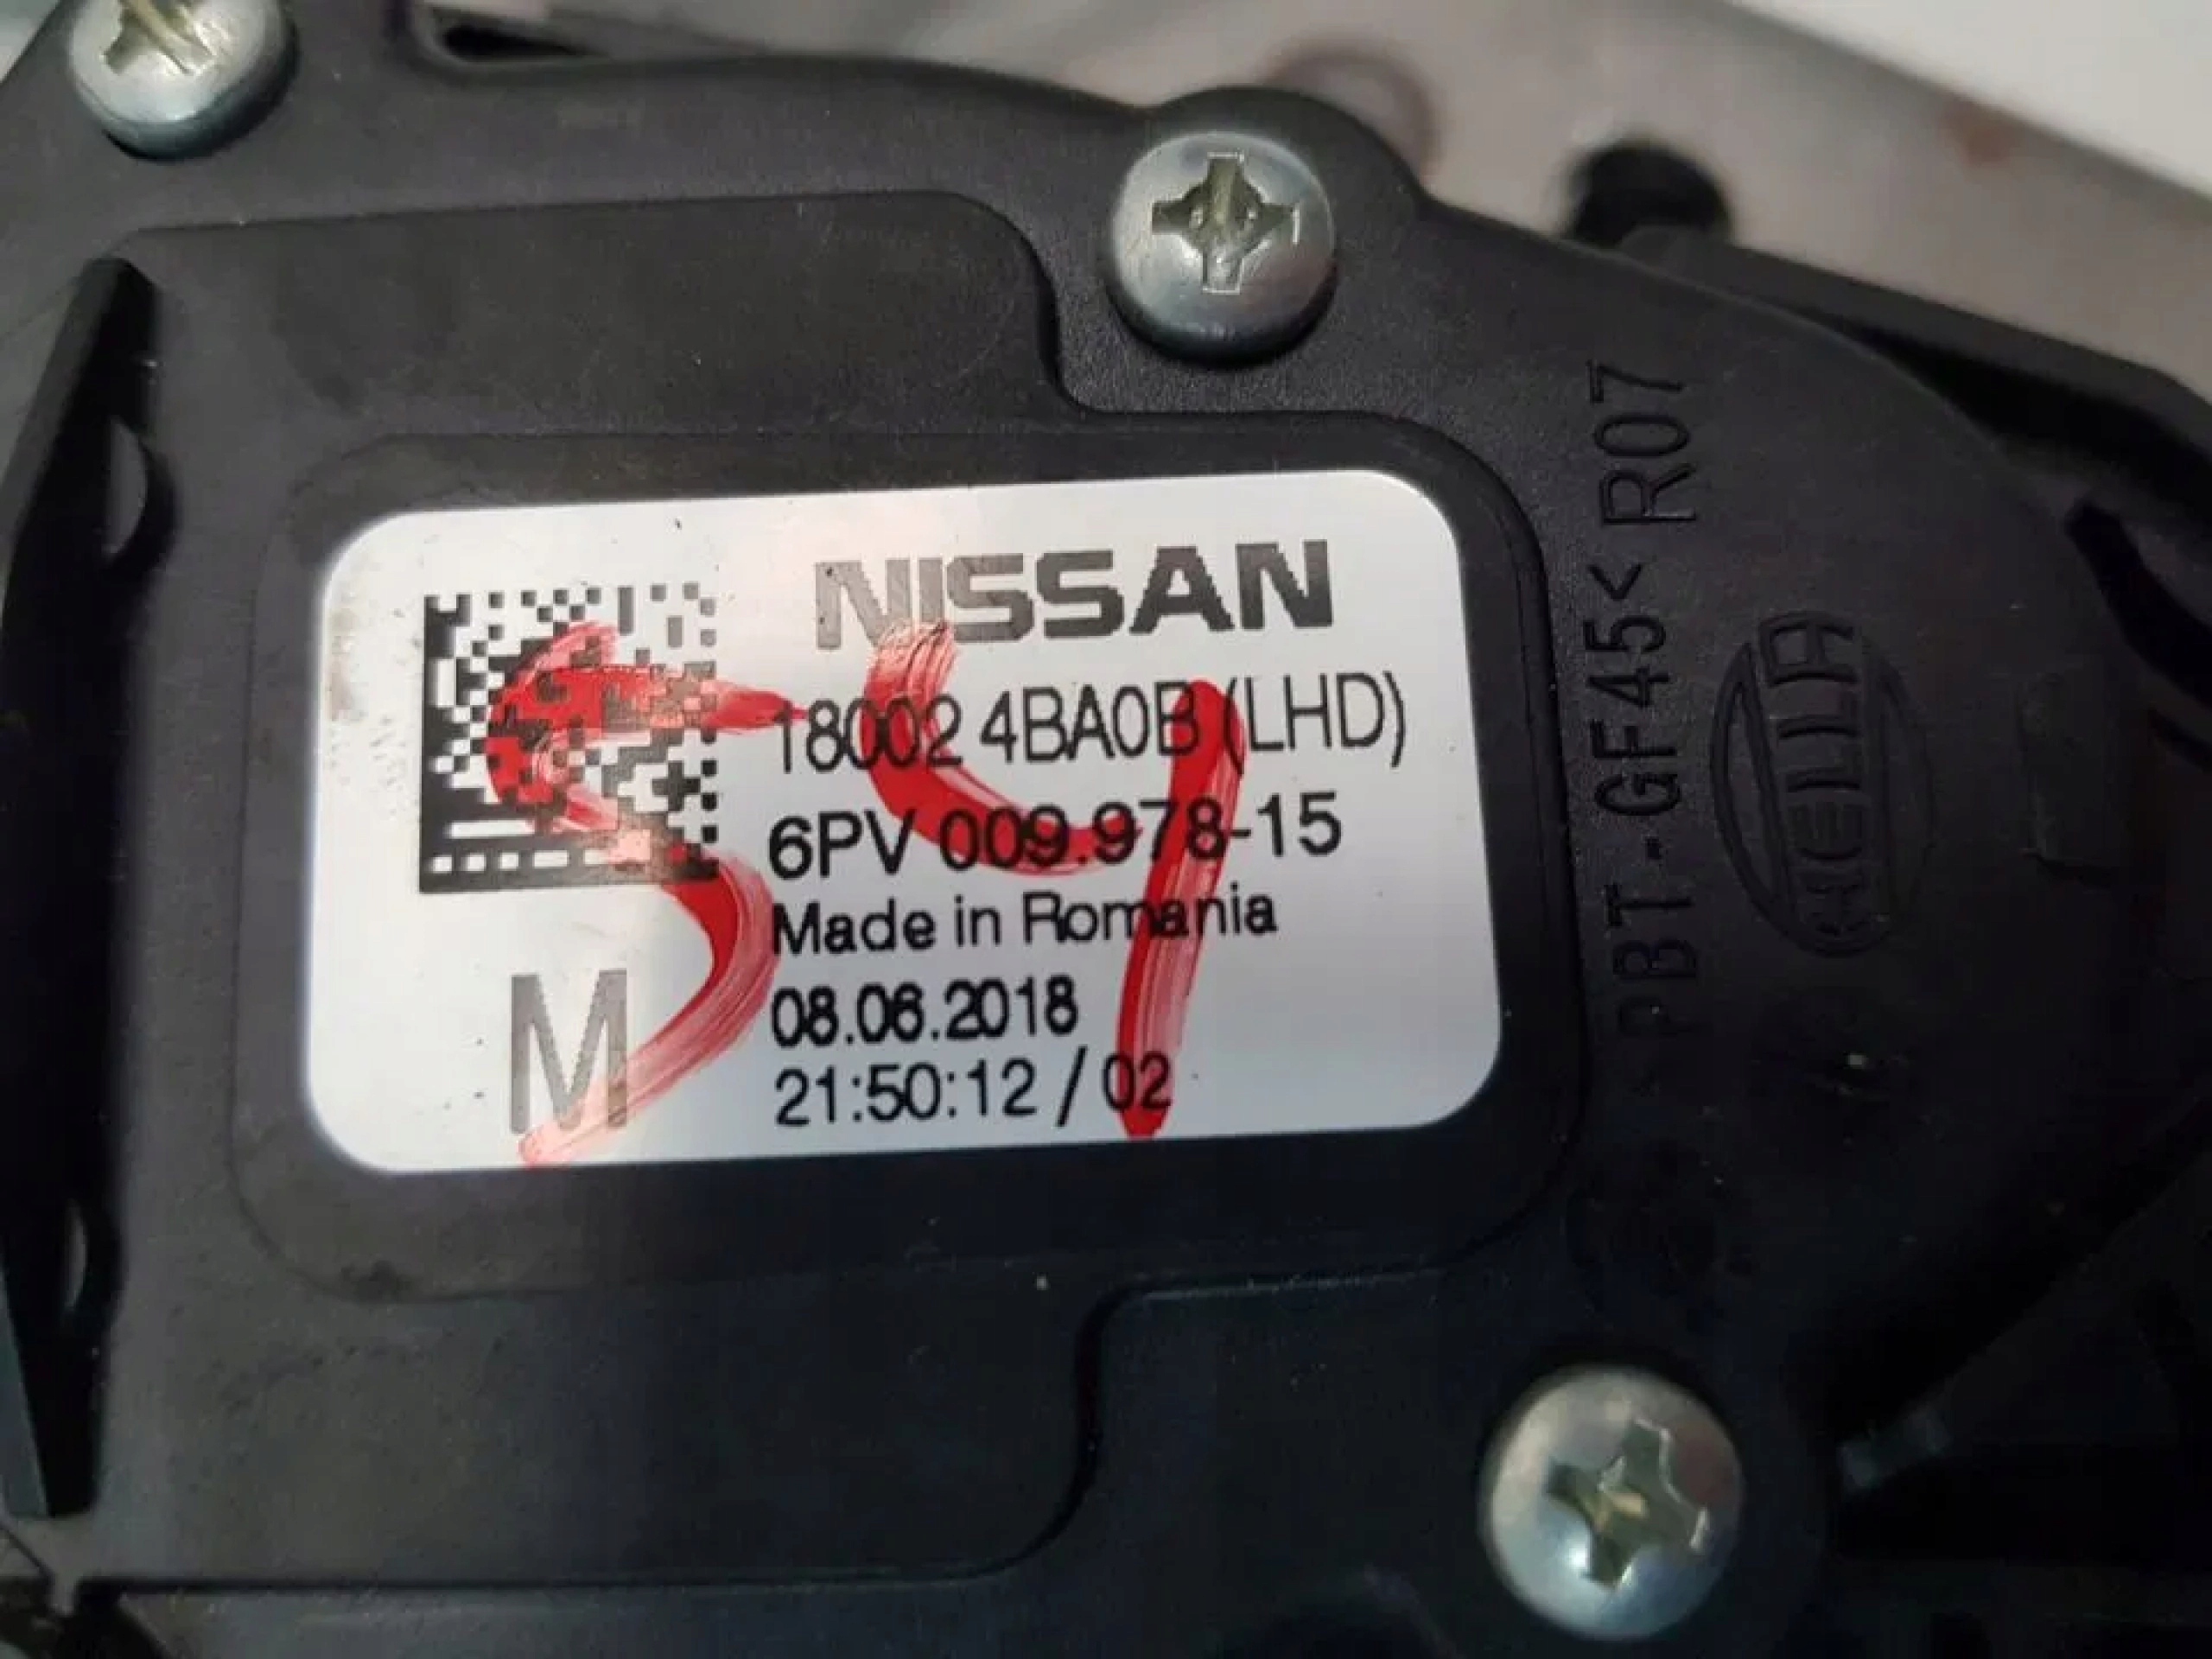 NISSAN
18002 4BA0B (LHD)
6PV 009.978-15
Made in Romania
08.06.2018
21:50:12 / 02
M
54
PBT-GF45< R07
HELLA